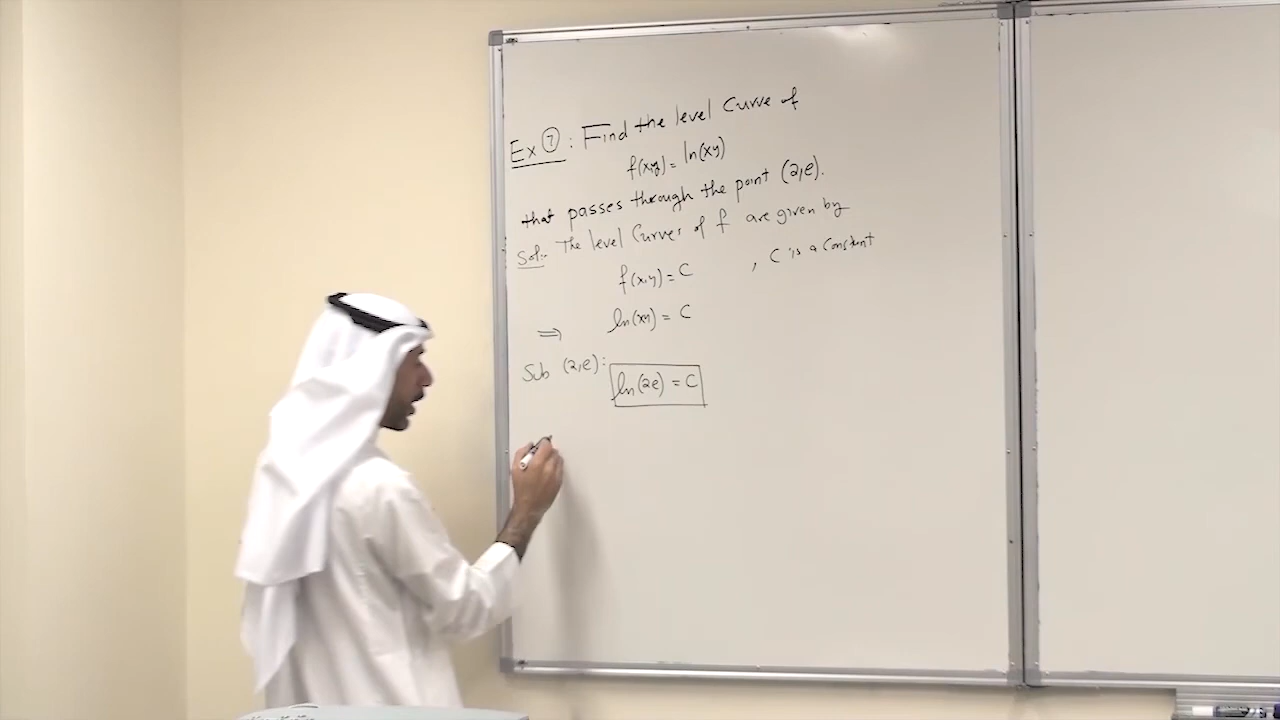 Ex ⑦ : Find the level Curve of
f(x,y) = ln(xy)
that passes through the point (2,e).
Sol:- The level Curves of f are given by
f(x,y) = C , C is a constant
⇒ ln(xy) = C
Sub (2,e): ln(2e) = C